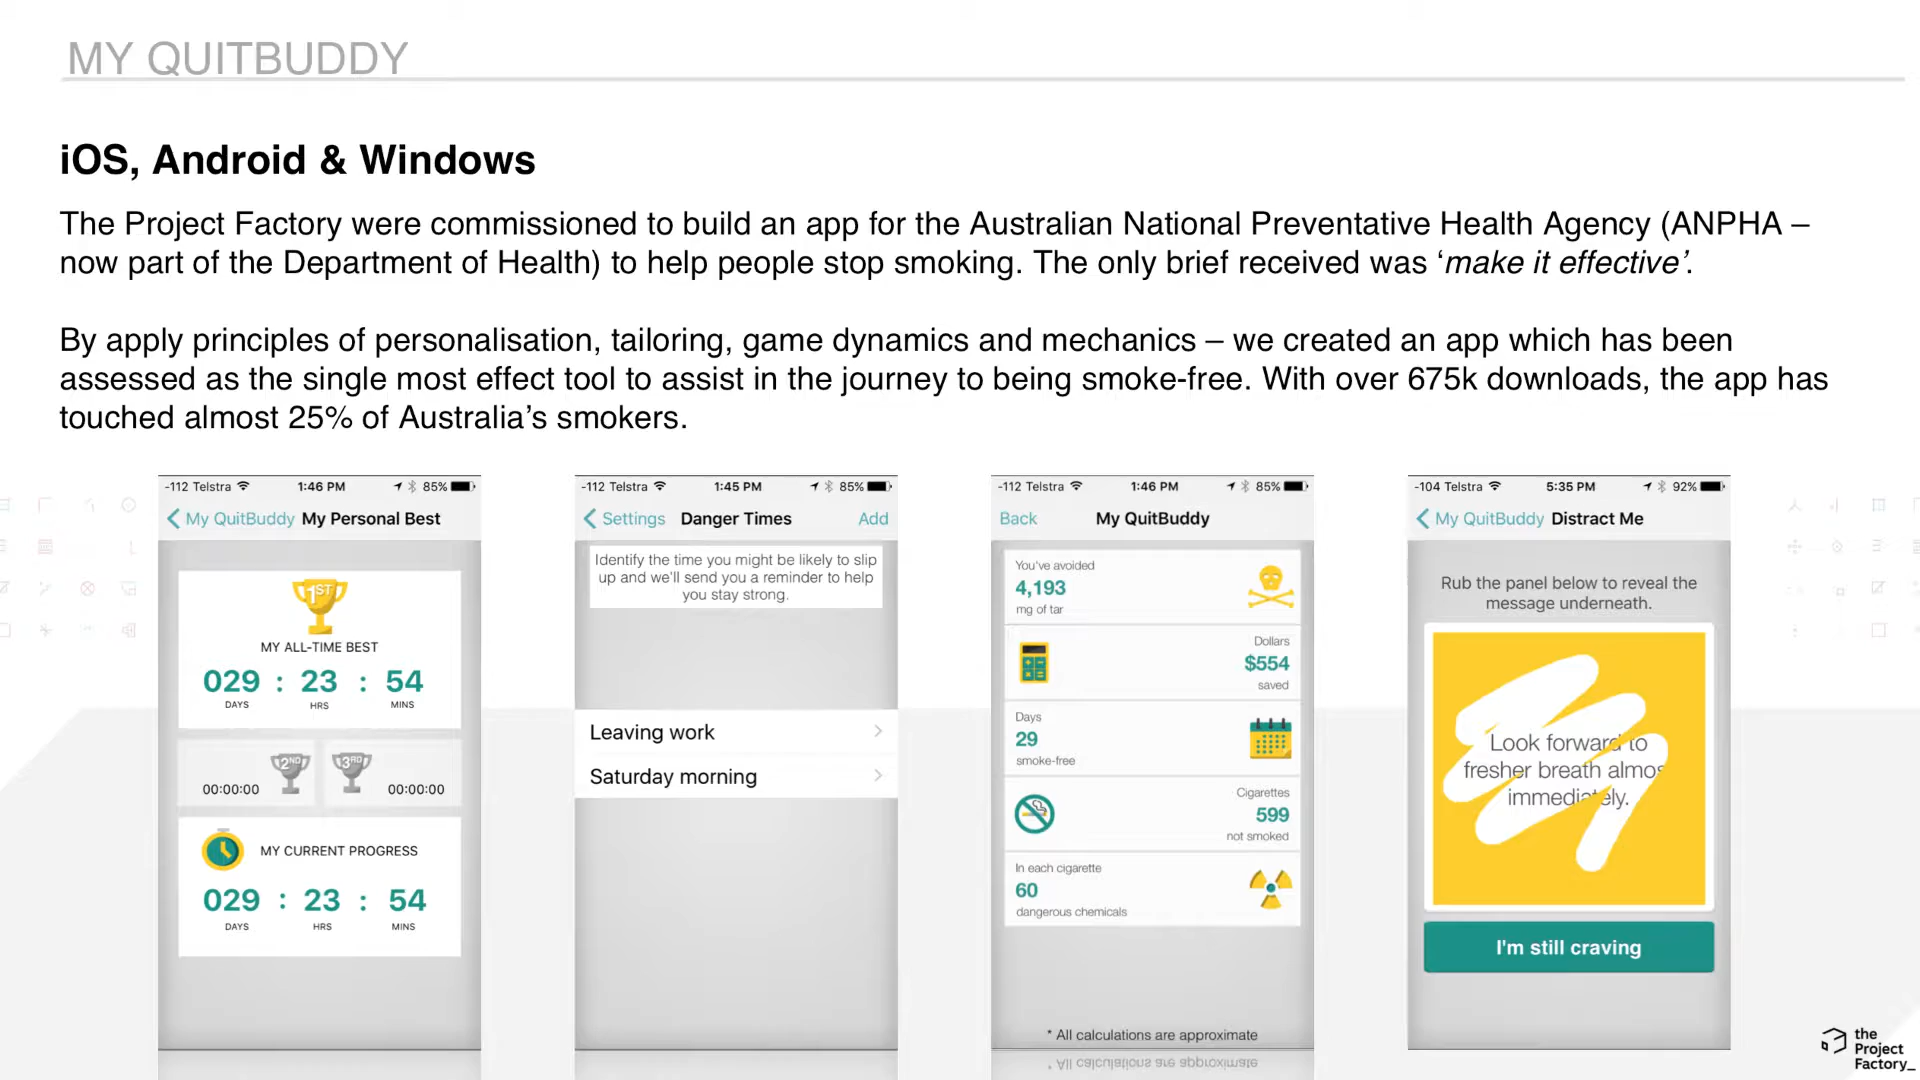 MY QUITBUDDY
iOS, Android & Windows
The Project Factory were commissioned to build an app for the Australian National Preventative Health Agency (ANPHA –
now part of the Department of Health) to help people stop smoking. The only brief received was ‘make it effective’.
By apply principles of personalisation, tailoring, game dynamics and mechanics – we created an app which has been
assessed as the single most effect tool to assist in the journey to being smoke-free. With over 675k downloads, the app has
touched almost 25% of Australia’s smokers.
-112 Telstra 1:46 PM 85%
My QuitBuddy My Personal Best
1ST
MY ALL-TIME BEST
029 : 23 : 54
DAYS HRS MINS
2ND 3RD
00:00:00 00:00:00
MY CURRENT PROGRESS
029 : 23 : 54
DAYS HRS MINS
-112 Telstra 1:45 PM 85%
Settings Danger Times Add
Identify the time you might be likely to slip
up and we'll send you a reminder to help
you stay strong.
Leaving work
Saturday morning
-112 Telstra 1:46 PM 85%
Back My QuitBuddy
You've avoided
4,193
mg of tar
Dollars
$554
saved
Days
29
smoke-free
Cigarettes
599
not smoked
In each cigarette
60
dangerous chemicals
* All calculations are approximate
* All calculations are approximate
-104 Telstra 5:35 PM 92%
My QuitBuddy Distract Me
Rub the panel below to reveal the
message underneath.
Look forward to
fresher breath almos
immediately.
I'm still craving
the
Project
Factory_